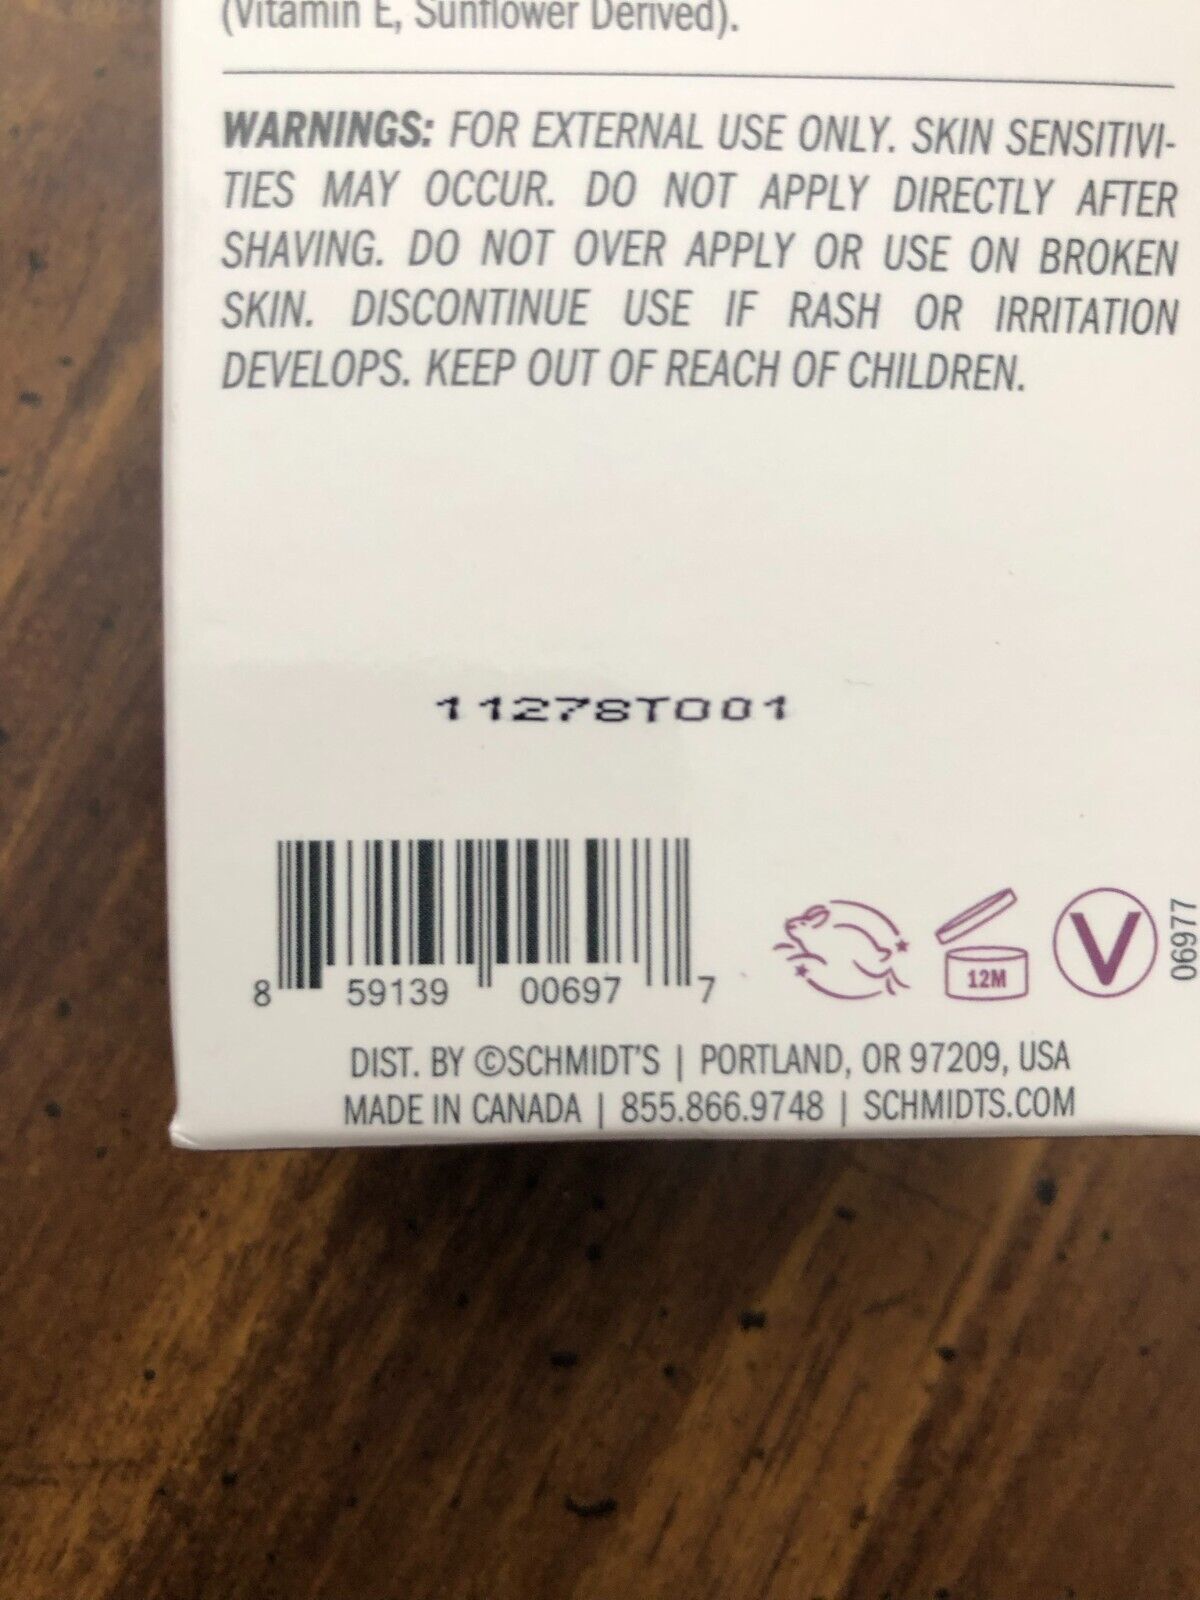 (Vitamin E, Sunflower Derived).
WARNINGS: FOR EXTERNAL USE ONLY. SKIN SENSITIVI-
TIES MAY OCCUR. DO NOT APPLY DIRECTLY AFTER
SHAVING. DO NOT OVER APPLY OR USE ON BROKEN
SKIN. DISCONTINUE USE IF RASH OR IRRITATION
DEVELOPS. KEEP OUT OF REACH OF CHILDREN.
11278T001
8 59139 00697 7
12M
V
06977
DIST. BY ©SCHMIDT'S | PORTLAND, OR 97209, USA
MADE IN CANADA | 855.866.9748 | SCHMIDTS.COM